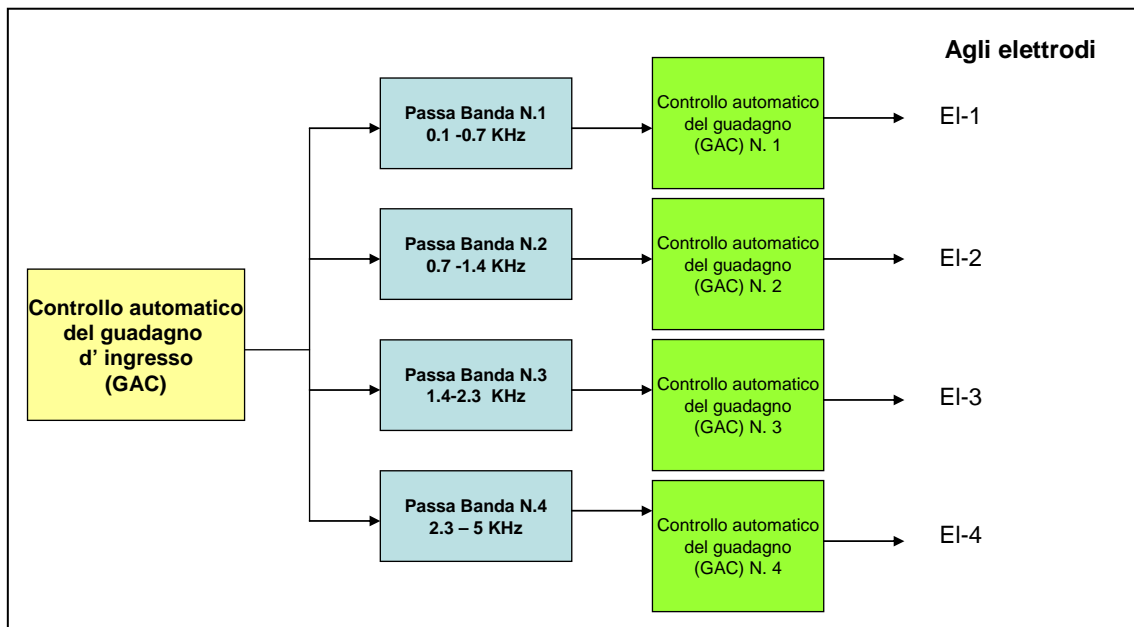 Agli elettrodi
Passa Banda N.1
0.1 -0.7 KHz
Controllo automatico
del guadagno
(GAC) N. 1
El-1
Passa Banda N.2
0.7 -1.4 KHz
Controllo automatico
del guadagno
(GAC) N. 2
El-2
Controllo automatico
del guadagno
d' ingresso
(GAC)
Passa Banda N.3
1.4-2.3 KHz
Controllo automatico
del guadagno
(GAC) N. 3
El-3
Passa Banda N.4
2.3 – 5 KHz
Controllo automatico
del guadagno
(GAC) N. 4
El-4